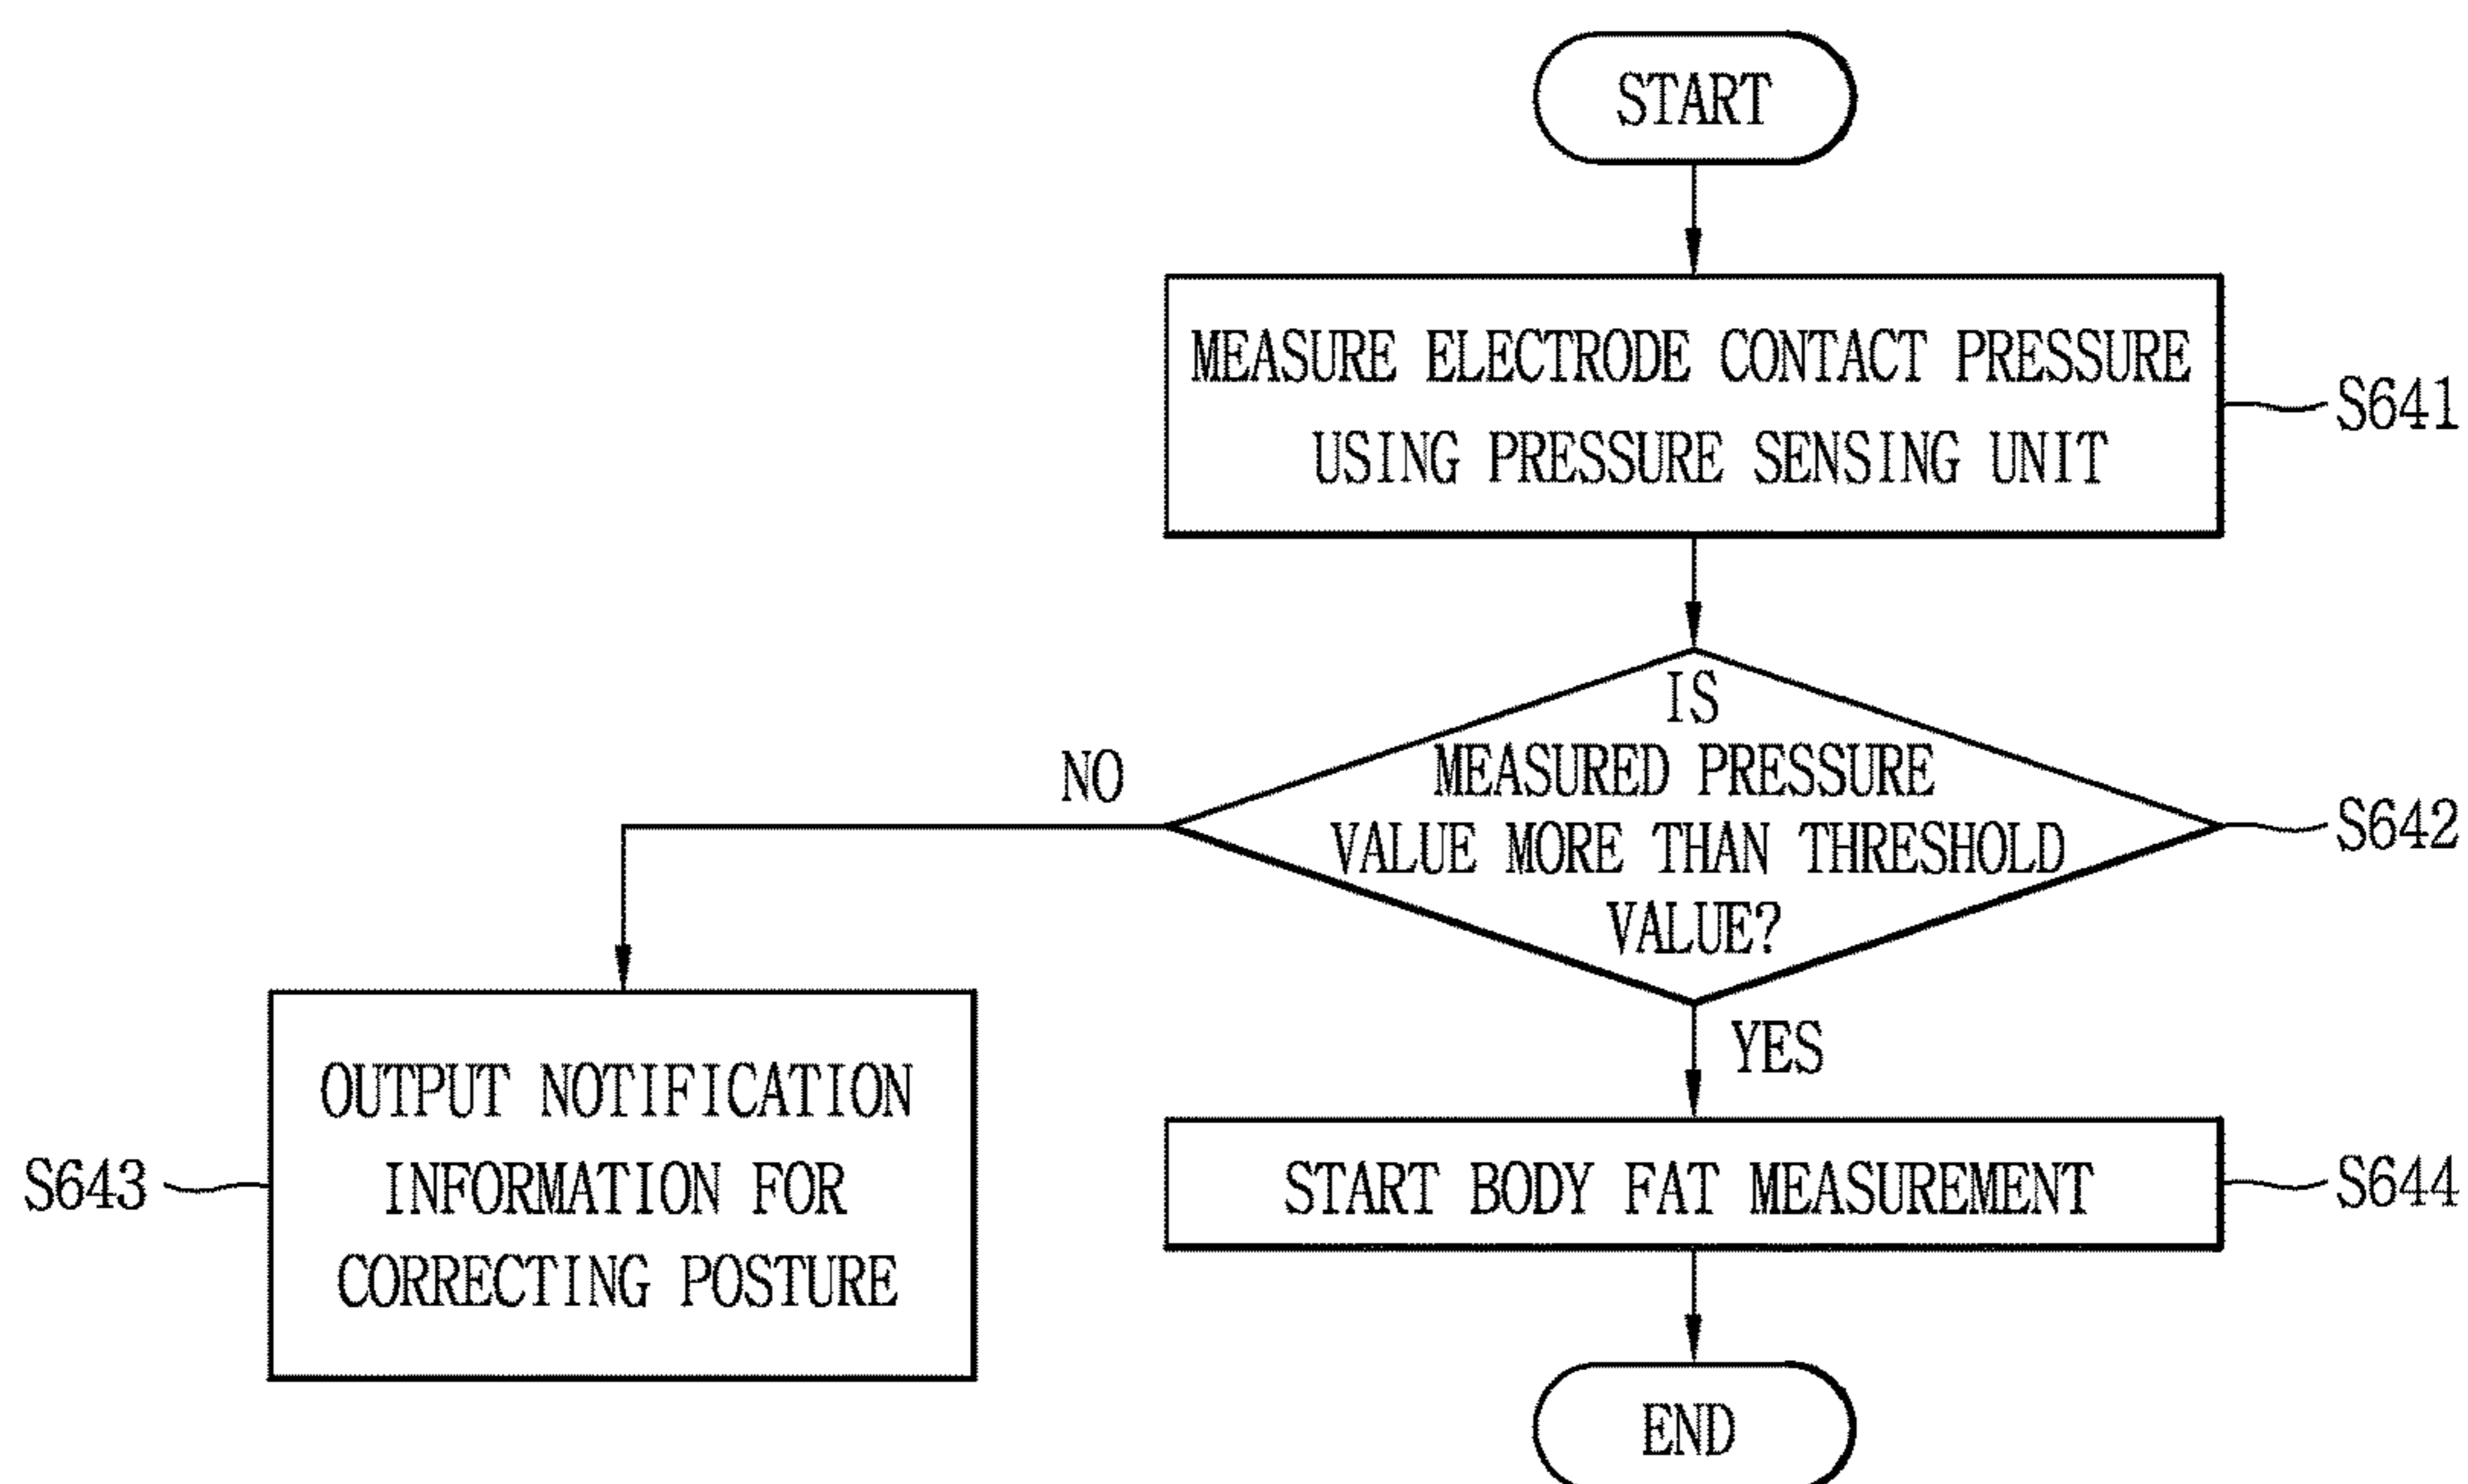 START
MEASURE ELECTRODE CONTACT PRESSURE
USING PRESSURE SENSING UNIT
S641
IS
MEASURED PRESSURE
VALUE MORE THAN THRESHOLD
VALUE?
S642
NO
YES
OUTPUT NOTIFICATION
INFORMATION FOR
CORRECTING POSTURE
S643
START BODY FAT MEASUREMENT
S644
END